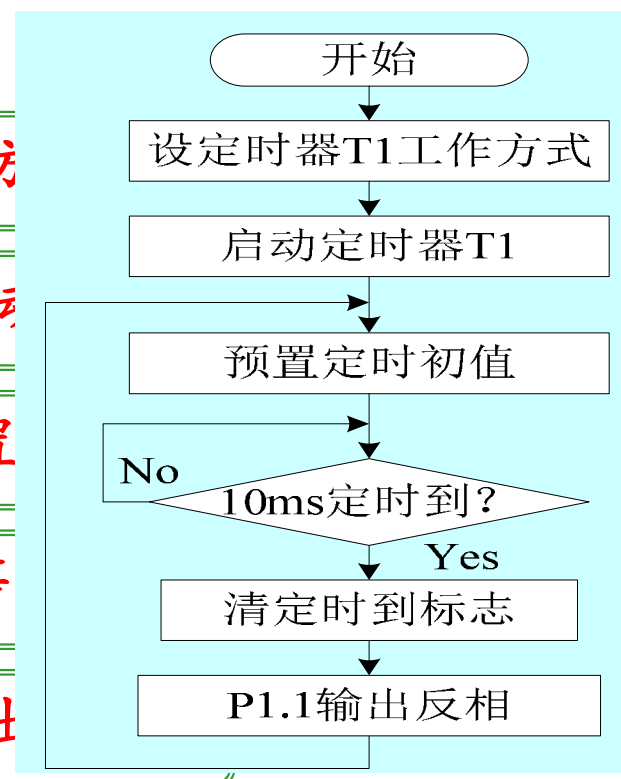 开始
设定时器T1工作方式
启动定时器T1
预置定时初值
No
10ms定时到?
Yes
清定时到标志
P1.1输出反相